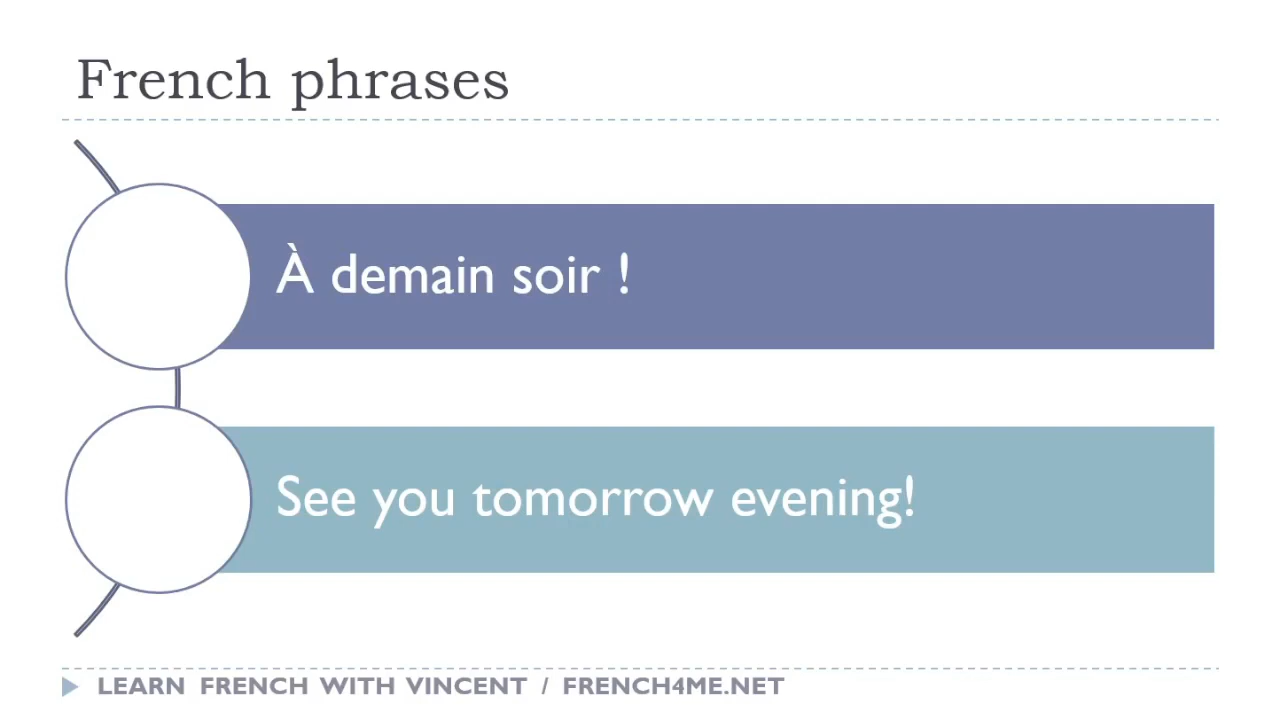 French phrases
À demain soir !
See you tomorrow evening!
LEARN FRENCH WITH VINCENT / FRENCH4ME.NET